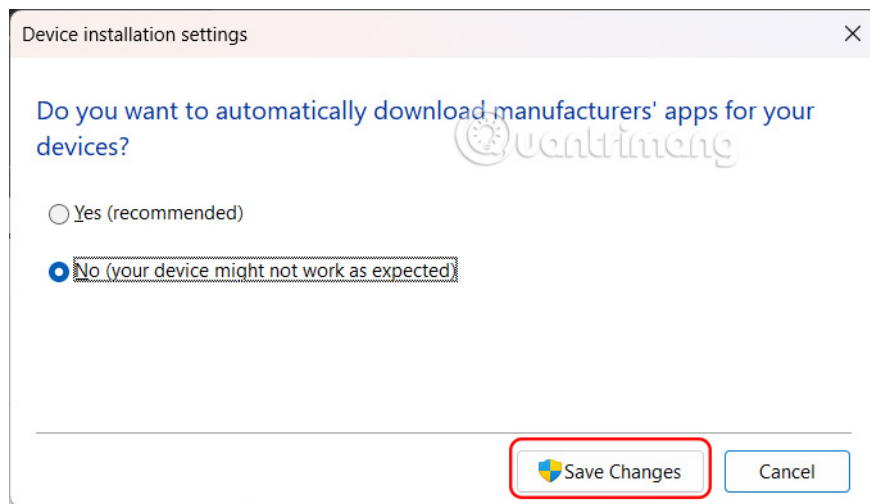 Device installation settings
Do you want to automatically download manufacturers' apps for your
devices?
Quantrimang
Yes (recommended)
No (your device might not work as expected)
Save Changes
Cancel